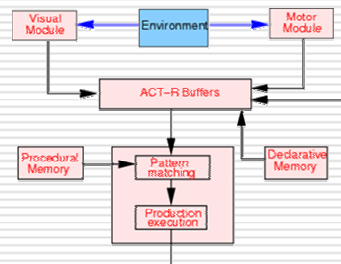 Visual
Module
Environment
Motor
Module
ACT-R Buffers
Procedural
Memory
Pattern
matching
Declarative
Memory
Production
execution